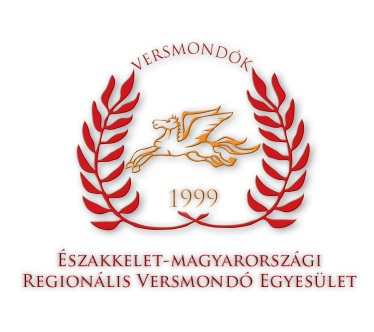 VERSMONDÓK
1999
ÉSZAKKELET-MAGYARORSZÁGI
REGIONÁLIS VERSMONDÓ EGYESÜLET